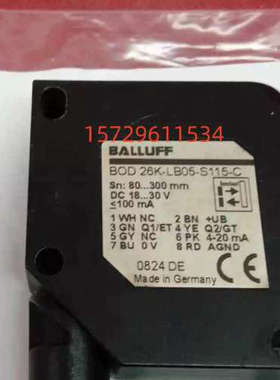 15729611534
BALLUFF
BOD 26K-LB05-S115-C
Sn: 80...300 mm
DC 18...30 V
≤100 mA
1 WH NC 2 BN +UB
3 GN Q1/ET 4 YE Q2/GT
5 GY NC 6 PK 4-20 mA
7 BU 0 V 8 RD AGND
0824 DE
Made in Germany